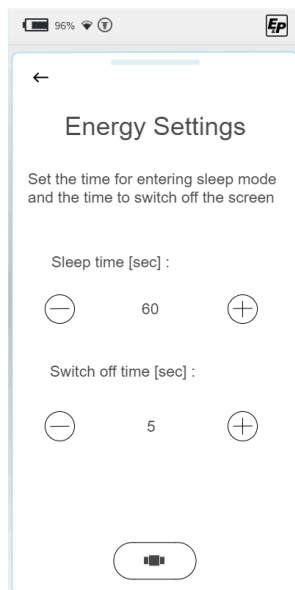 96%
EP
Energy Settings
Set the time for entering sleep mode
and the time to switch off the screen
Sleep time [sec] :
60
Switch off time [sec] :
5